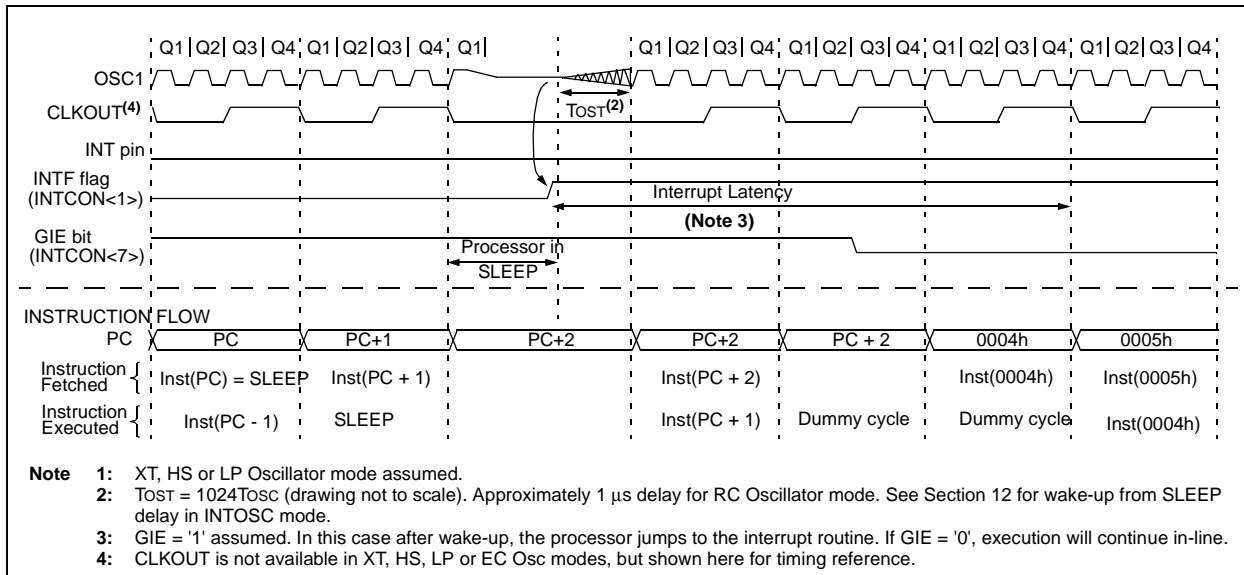 Q1 Q2 Q3 Q4 Q1 Q2 Q3 Q4 Q1 Q1 Q2 Q3 Q4 Q1 Q2 Q3 Q4 Q1 Q2 Q3 Q4 Q1 Q2 Q3 Q4
OSC1
CLKOUT(4)
TOST(2)
INT pin
INTF flag
(INTCON<1>)
Interrupt Latency
(Note 3)
GIE bit
(INTCON<7>)
Processor in
SLEEP
INSTRUCTION FLOW
PC PC PC+1 PC+2 PC+2 PC + 2 0004h 0005h
Instruction
Fetched { Inst(PC) = SLEEP Inst(PC + 1) Inst(PC + 2) Inst(0004h) Inst(0005h)
Instruction
Executed { Inst(PC - 1) SLEEP Inst(PC + 1) Dummy cycle Dummy cycle Inst(0004h)
Note 1: XT, HS or LP Oscillator mode assumed.
2: TOST = 1024TOSC (drawing not to scale). Approximately 1 μs delay for RC Oscillator mode. See Section 12 for wake-up from SLEEP
delay in INTOSC mode.
3: GIE = '1' assumed. In this case after wake-up, the processor jumps to the interrupt routine. If GIE = '0', execution will continue in-line.
4: CLKOUT is not available in XT, HS, LP or EC Osc modes, but shown here for timing reference.